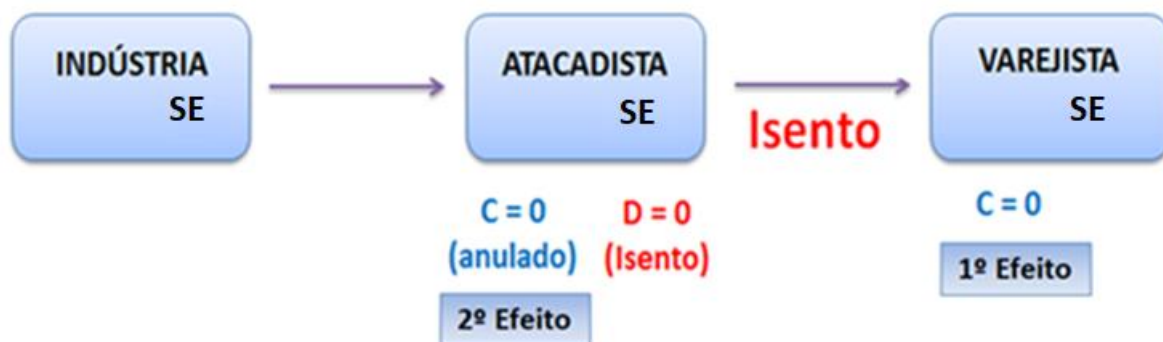 INDÚSTRIA
SE
ATACADISTA
SE
Isento
VAREJISTA
SE
C = 0
(anulado)
D = 0
(Isento)
2º Efeito
C = 0
1º Efeito